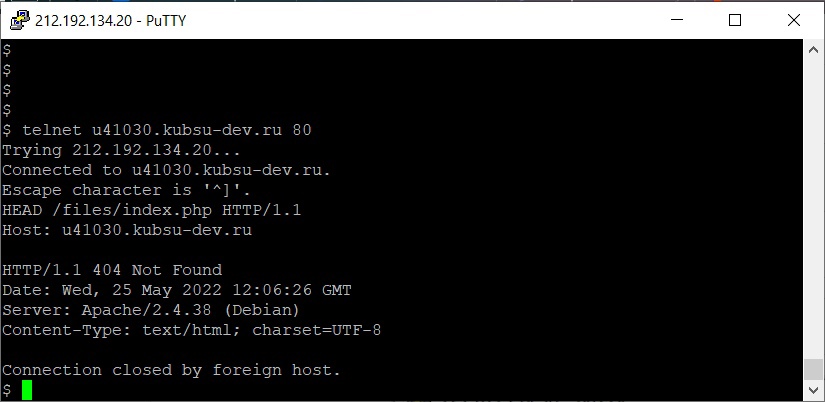 212.192.134.20 - PuTTY
$
$
$
$
$ telnet u41030.kubsu-dev.ru 80
Trying 212.192.134.20...
Connected to u41030.kubsu-dev.ru.
Escape character is '^]'.
HEAD /files/index.php HTTP/1.1
Host: u41030.kubsu-dev.ru
HTTP/1.1 404 Not Found
Date: Wed, 25 May 2022 12:06:26 GMT
Server: Apache/2.4.38 (Debian)
Content-Type: text/html; charset=UTF-8
Connection closed by foreign host.
$